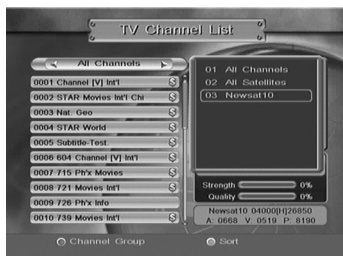 TV Channel List
All Channels
0001 Channel [V] Int'l
0002 STAR Movies Int'l Chi
0003 Nat. Geo
0004 STAR World
0005 Subtitle-Test.
0006 604 Channel [V] Int'l
0007 715 Ph'x Movies
0008 721 Movies Int'l
0009 726 Ph'x Info
0010 739 Movies Int'l
01 All Channels
02 All Satellites
03 Newsat10
Strength 0%
Quality 0%
Newsat10 04000[H]26850
A: 0668 V: 0519 P: 8190
Channel Group
Sort